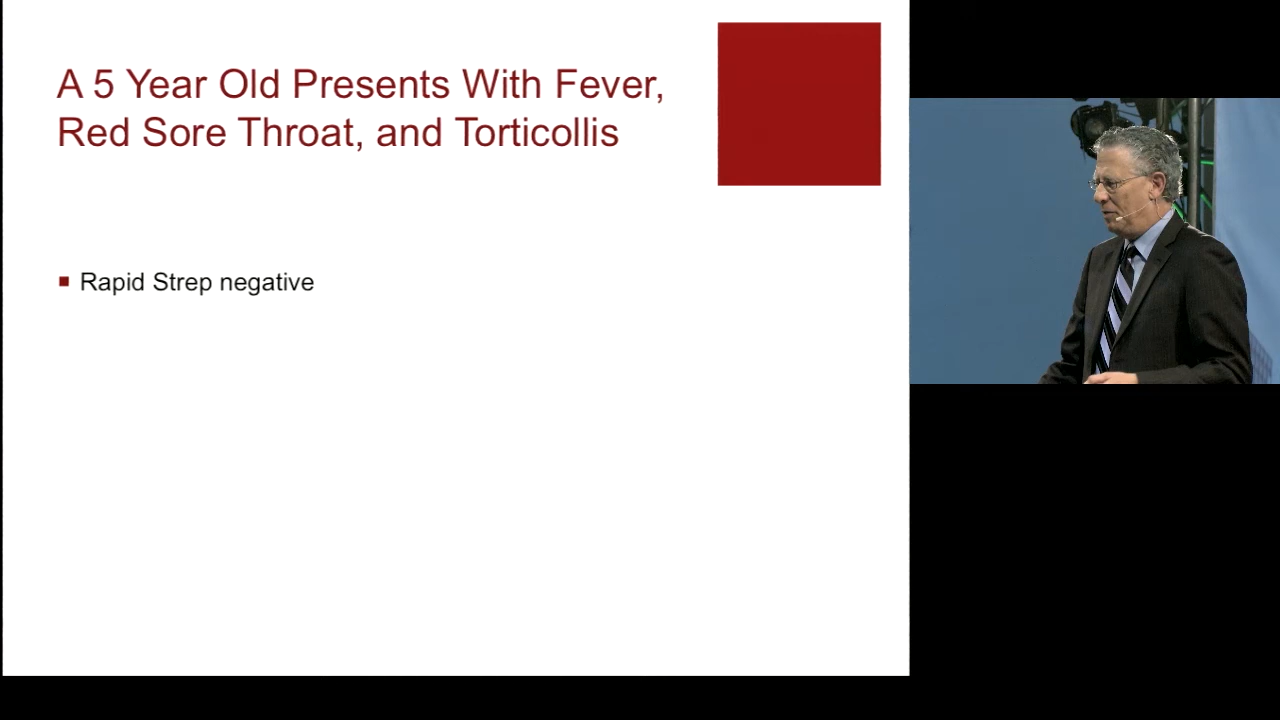 A 5 Year Old Presents With Fever,
Red Sore Throat, and Torticollis
Rapid Strep negative